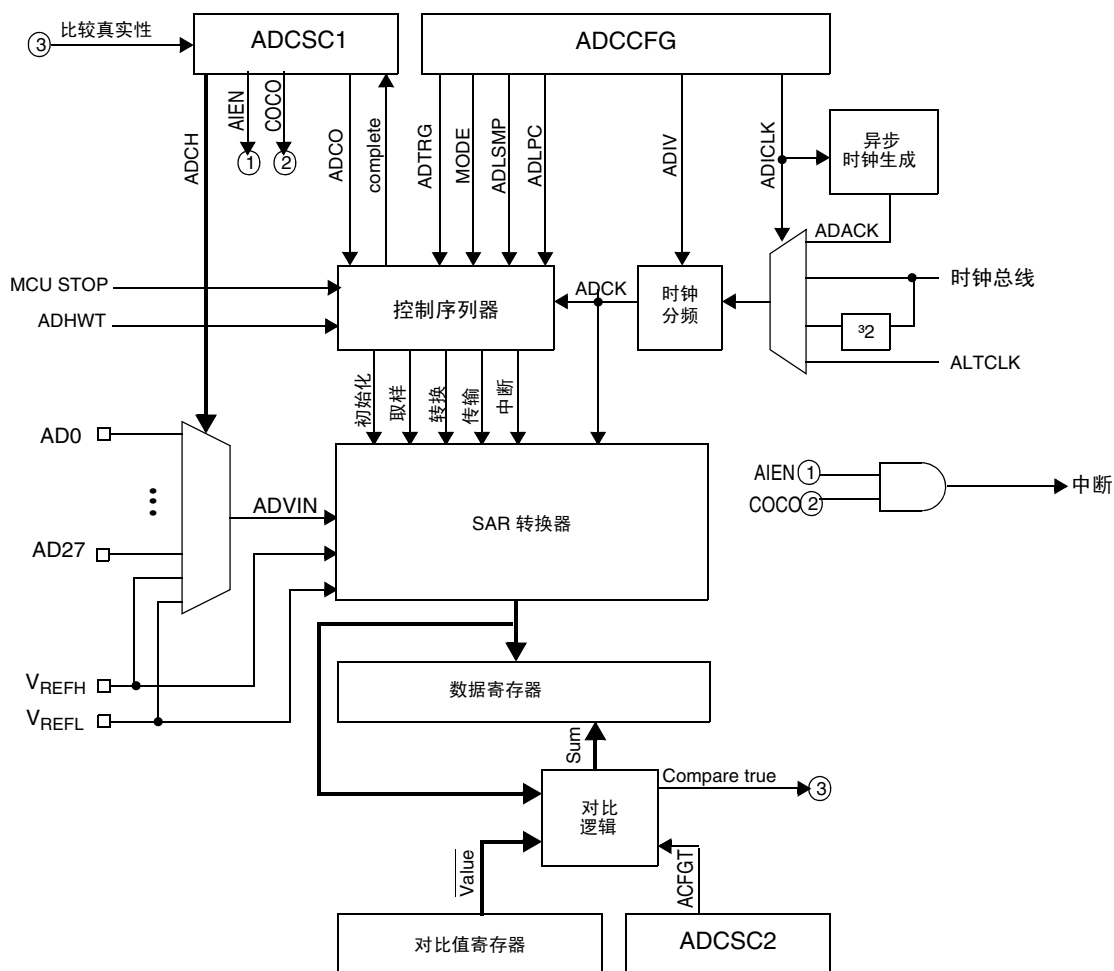 ③ 比较真实性
ADCSC1
ADCCFG
ADCH
AIEN
COCO
①
②
ADCO
complete
ADTRG
MODE
ADLSMP
ADLPC
ADIV
ADICLK
异步
时钟生成
ADACK
MCU STOP
ADHWT
控制序列器
ADCK
时钟
分频
时钟总线
³2
ALTCLK
初始化
取样
转换
传输
中断
AD0
•••
AD27
ADVIN
SAR 转换器
AIEN ①
COCO ②
中断
VREFH
VREFL
数据寄存器
Sum
对比
逻辑
Compare true
③
Value
ACFGT
对比值寄存器
ADCSC2